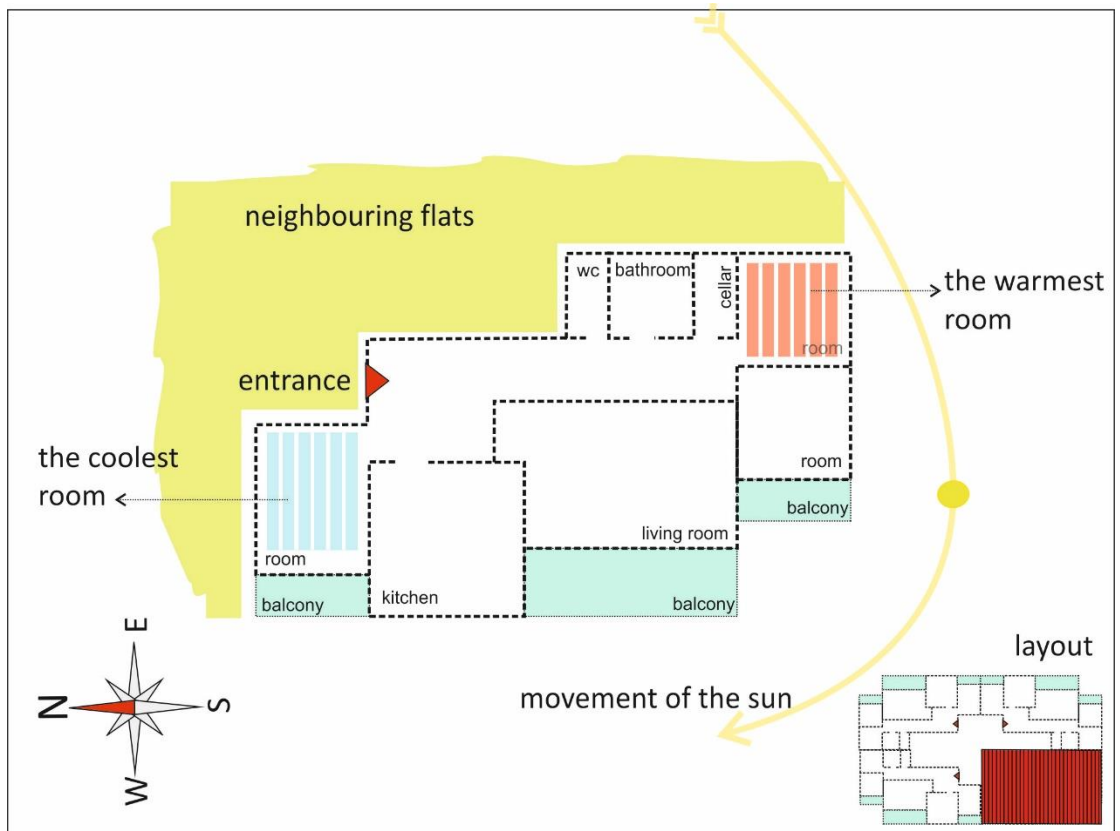 neighbouring flats
wc
bathroom
cellar
the warmest
room
room
entrance
the coolest
room
room
balcony
living room
room
balcony
kitchen
balcony
E
N
S
W
layout
movement of the sun